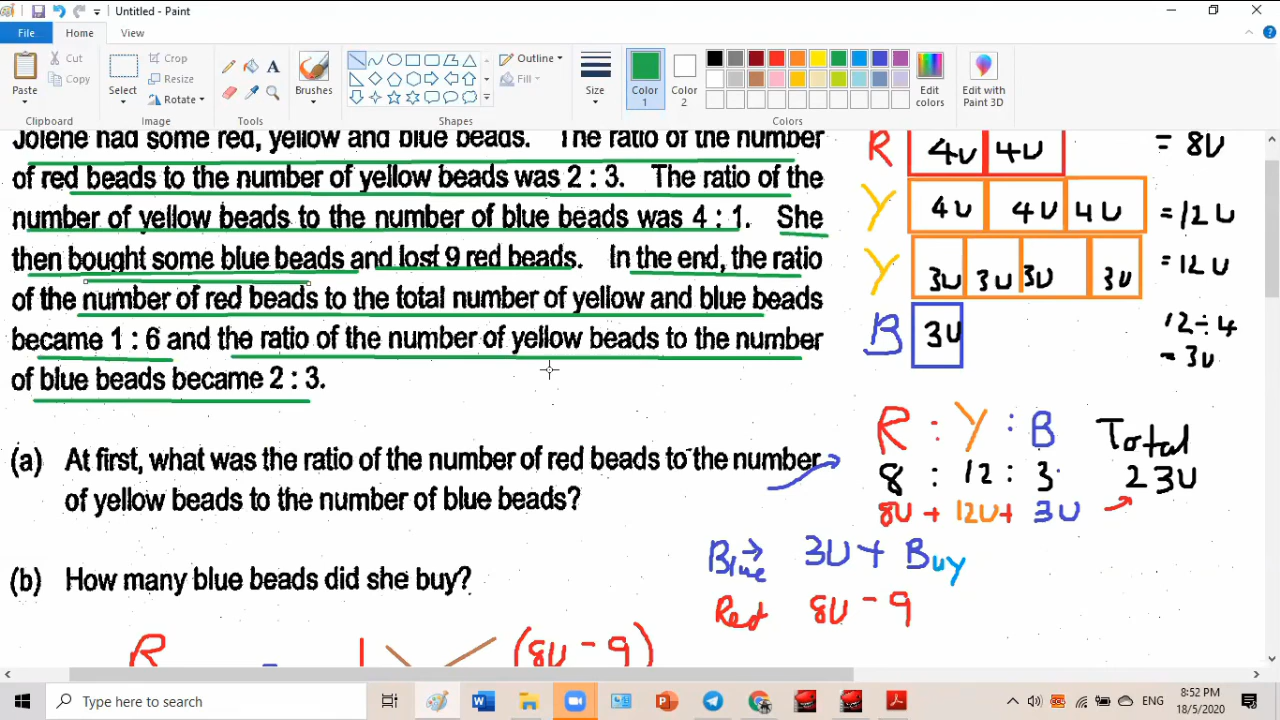 Untitled - Paint
File
Home
View
Paste
Cut
Copy
Clipboard
Select
Crop
Resize
Rotate
Image
A
Tools
Brushes
Outline
Fill
Shapes
Size
Color 1
Color 2
Colors
Edit colors
Edit with Paint 3D
Jolene had some red, yellow and blue beads. The ratio of the number
of red beads to the number of yellow beads was 2 : 3. The ratio of the
number of yellow beads to the number of blue beads was 4 : 1. She
then bought some blue beads and lost 9 red beads. In the end, the ratio
of the number of red beads to the total number of yellow and blue beads
became 1 : 6 and the ratio of the number of yellow beads to the number
of blue beads became 2 : 3.
(a) At first, what was the ratio of the number of red beads to the number
of yellow beads to the number of blue beads?
(b) How many blue beads did she buy?
R 4U 4U = 8U
Y 4U 4U 4U = 12U
Y 3U 3U 3U 3U = 12U
B 3U
12 ÷ 4
= 3U
R : Y : B Total
8 : 12 : 3 23U
8U + 12U + 3U
Blue → 3U + Buy
Red 8U - 9
R 1 (8U - 9)
Type here to search
ENG
8:52 PM
18/5/2020